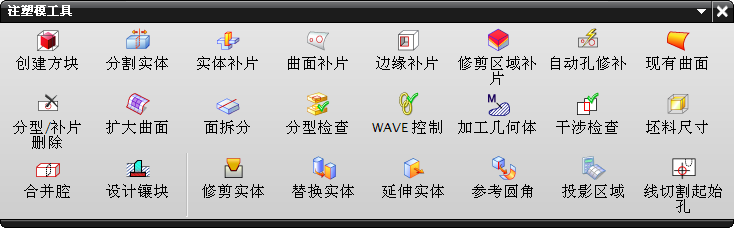 注塑模工具
创建方块 分割实体 实体补片 曲面补片 边缘补片 修剪区域补片 自动孔修补 现有曲面
分型/补片删除 扩大曲面 面拆分 分型检查 WAVE 控制 加工几何体 干涉检查 坯料尺寸
合并腔 设计镶块 修剪实体 替换实体 延伸实体 参考圆角 投影区域 线切割起始孔